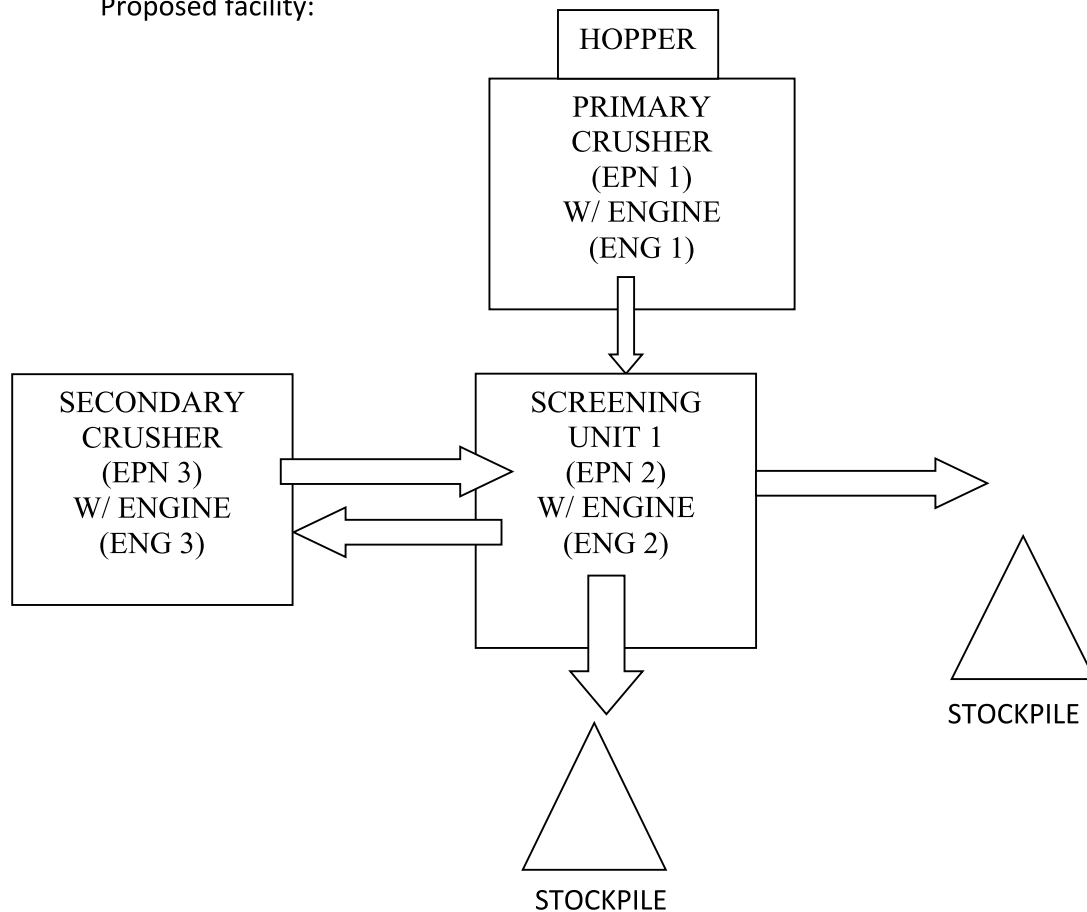 Proposed facility:
HOPPER
PRIMARY
CRUSHER
(EPN 1)
W/ ENGINE
(ENG 1)
SECONDARY
CRUSHER
(EPN 3)
W/ ENGINE
(ENG 3)
SCREENING
UNIT 1
(EPN 2)
W/ ENGINE
(ENG 2)
STOCKPILE
STOCKPILE